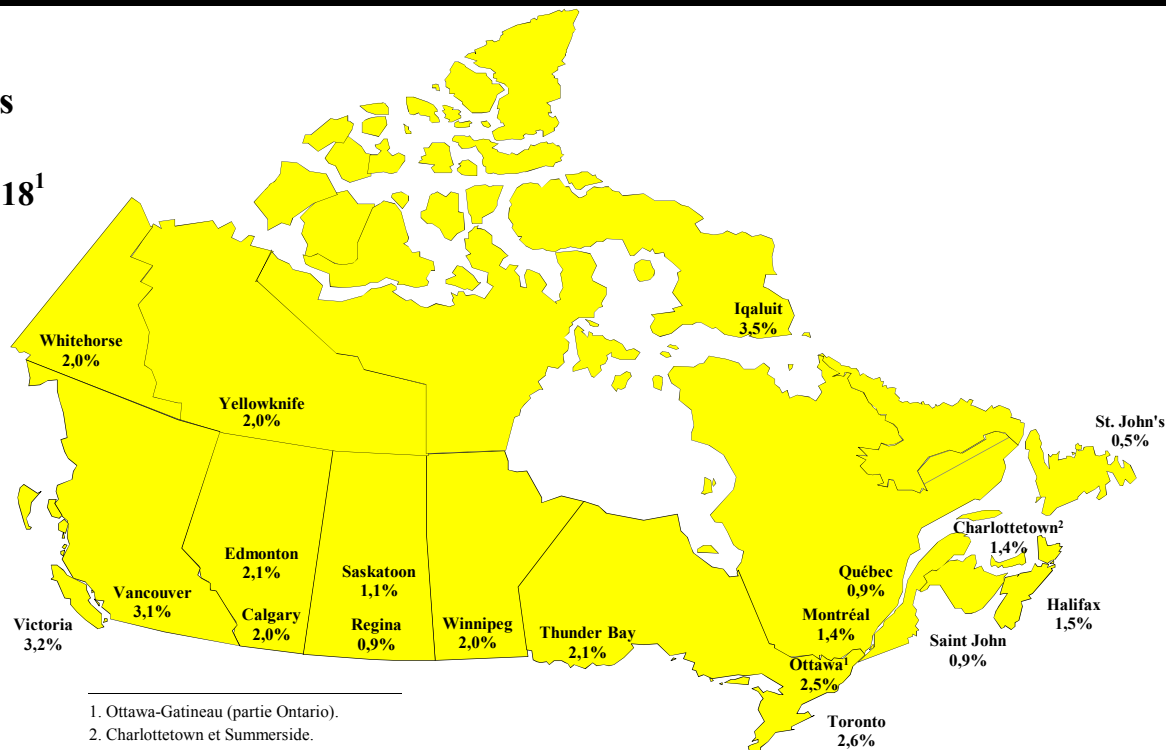 s
18¹
Iqaluit
3,5%
Whitehorse
2,0%
Yellowknife
2,0%
St. John's
0,5%
Charlottetown²
1,4%
Edmonton
2,1%
Saskatoon
1,1%
Québec
0,9%
Vancouver
3,1%
Calgary
2,0%
Regina
0,9%
Winnipeg
2,0%
Montréal
1,4%
Halifax
1,5%
Victoria
3,2%
Thunder Bay
2,1%
Saint John
0,9%
Ottawa¹
2,5%
Toronto
2,6%
1. Ottawa-Gatineau (partie Ontario).
2. Charlottetown et Summerside.